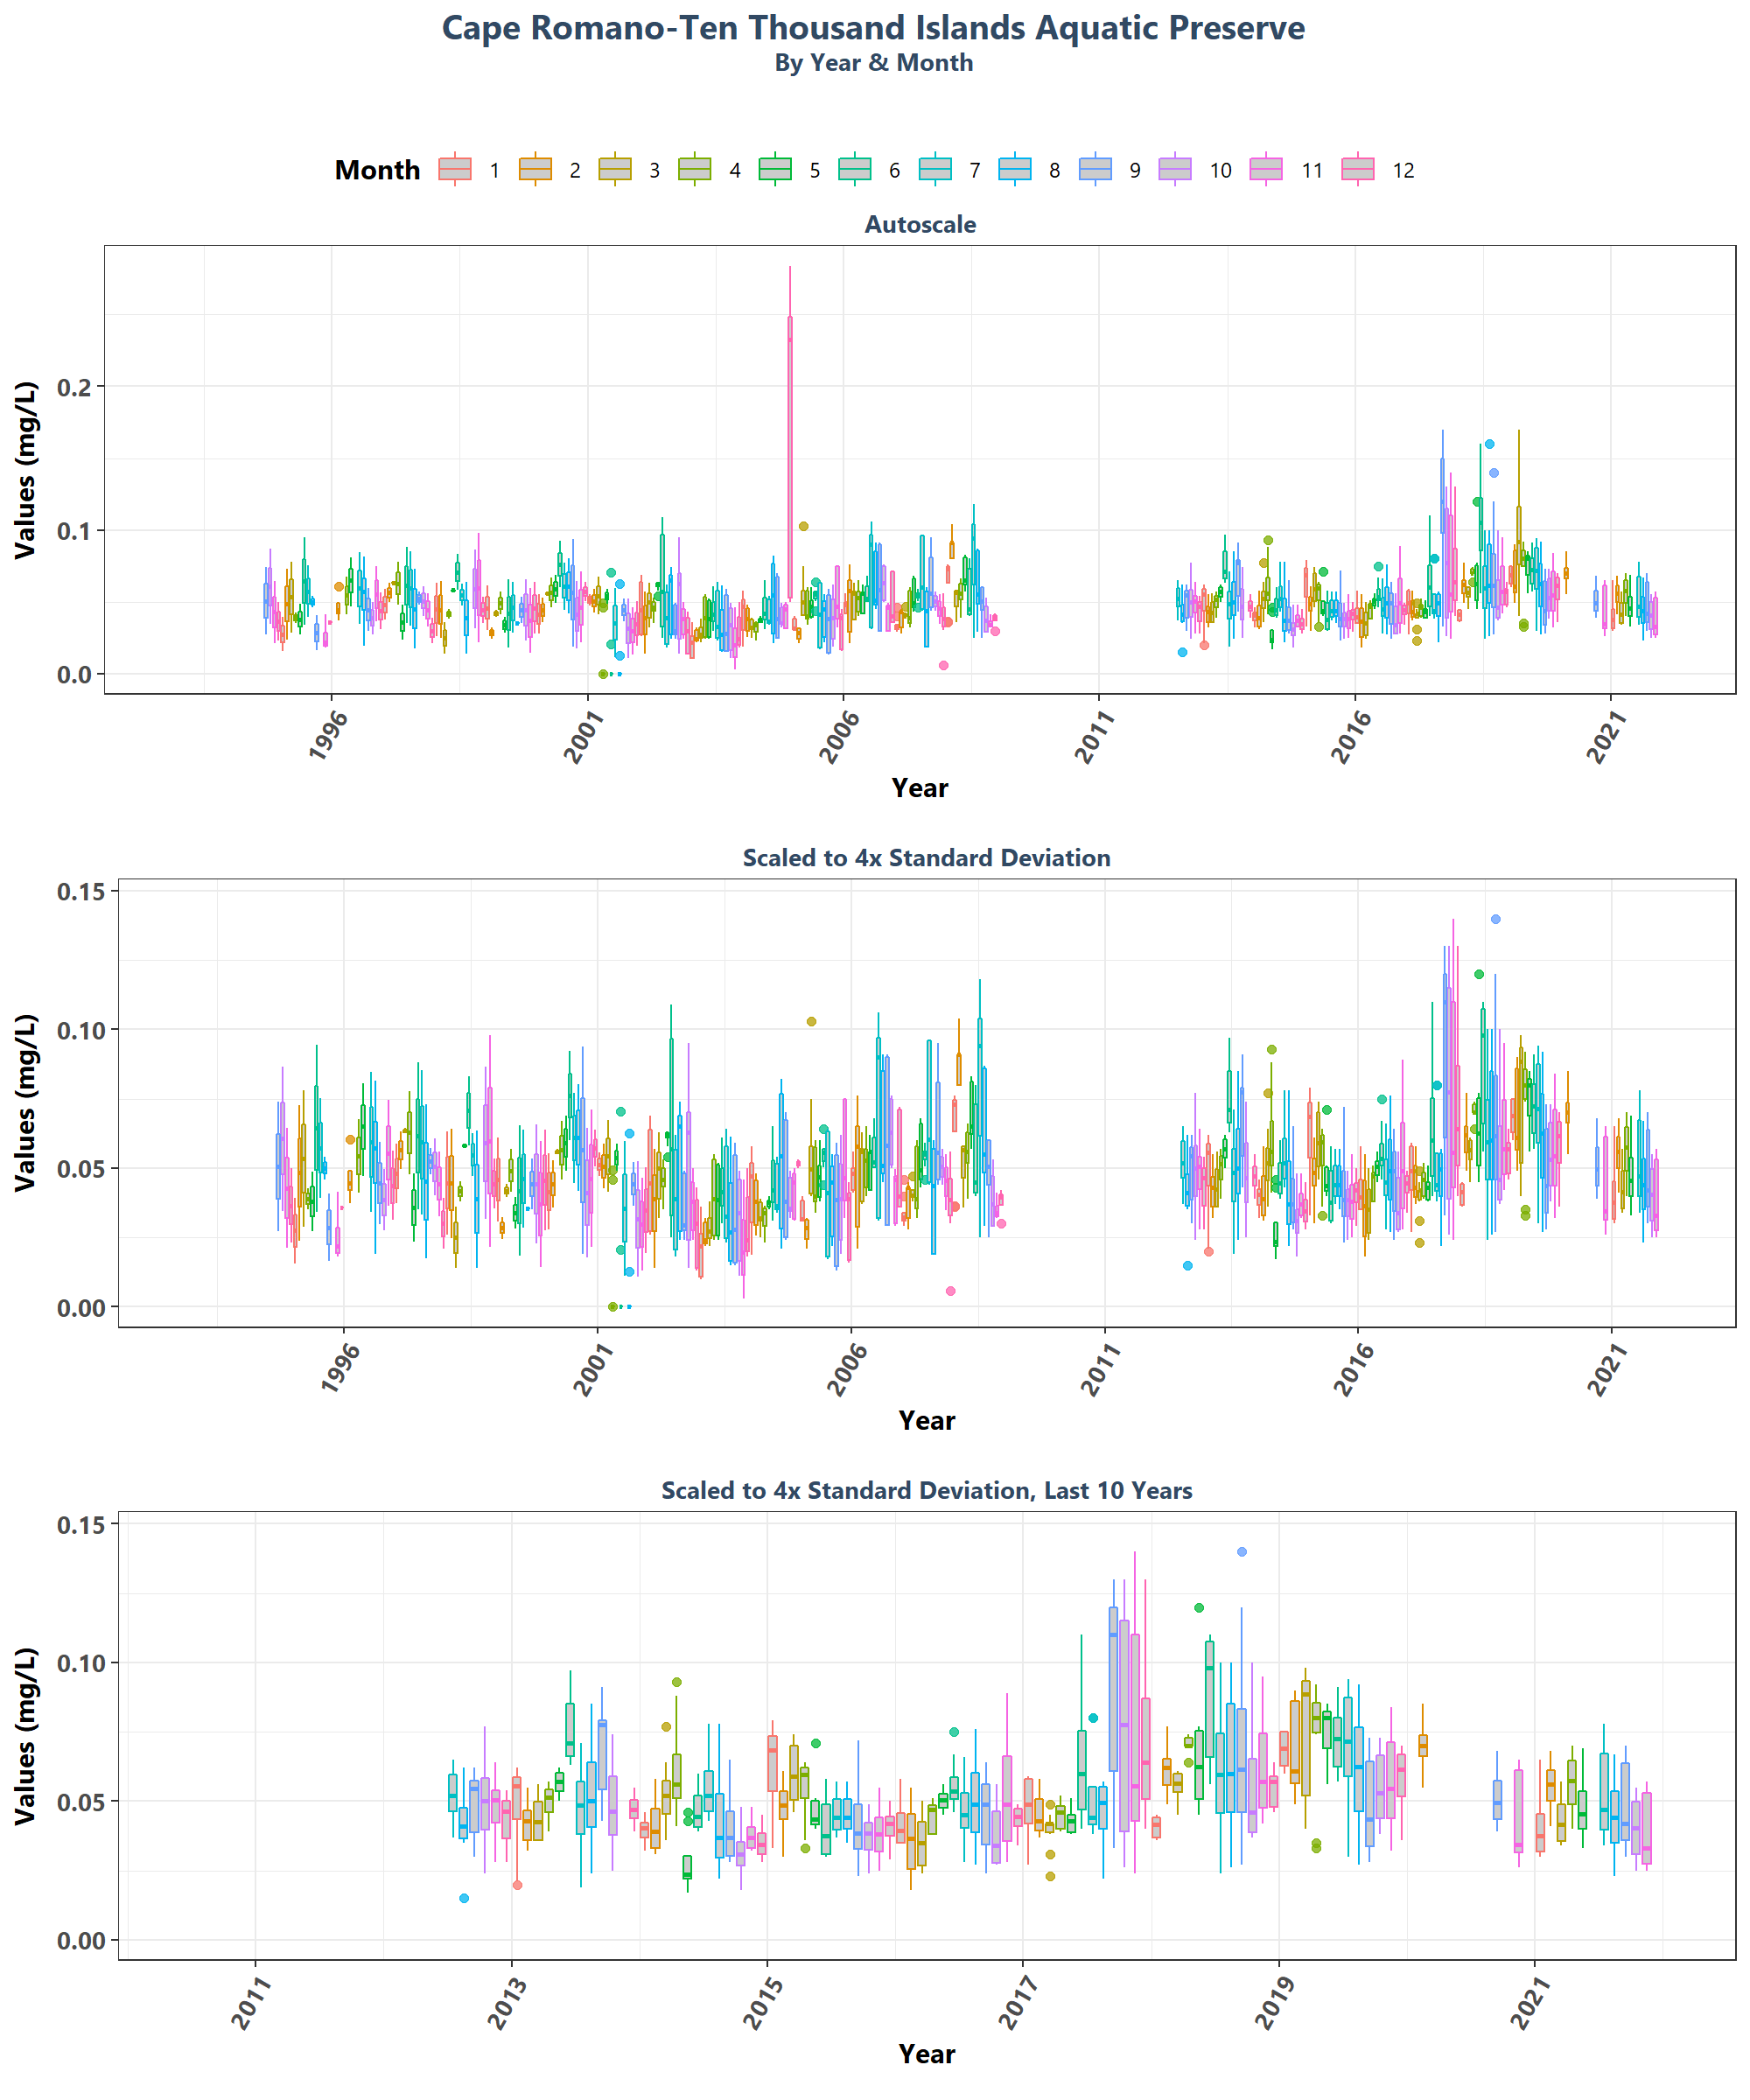 Cape Romano-Ten Thousand Islands Aquatic Preserve
By Year & Month
Month 1 2 3 4 5 6 7 8 9 10 11 12
Autoscale
Values (mg/L)
0.2
0.1
0.0
1996 2001 2006 2011 2016 2021
Year
Scaled to 4x Standard Deviation
Values (mg/L)
0.15
0.10
0.05
0.00
1996 2001 2006 2011 2016 2021
Year
Scaled to 4x Standard Deviation, Last 10 Years
Values (mg/L)
0.15
0.10
0.05
0.00
2011 2013 2015 2017 2019 2021
Year